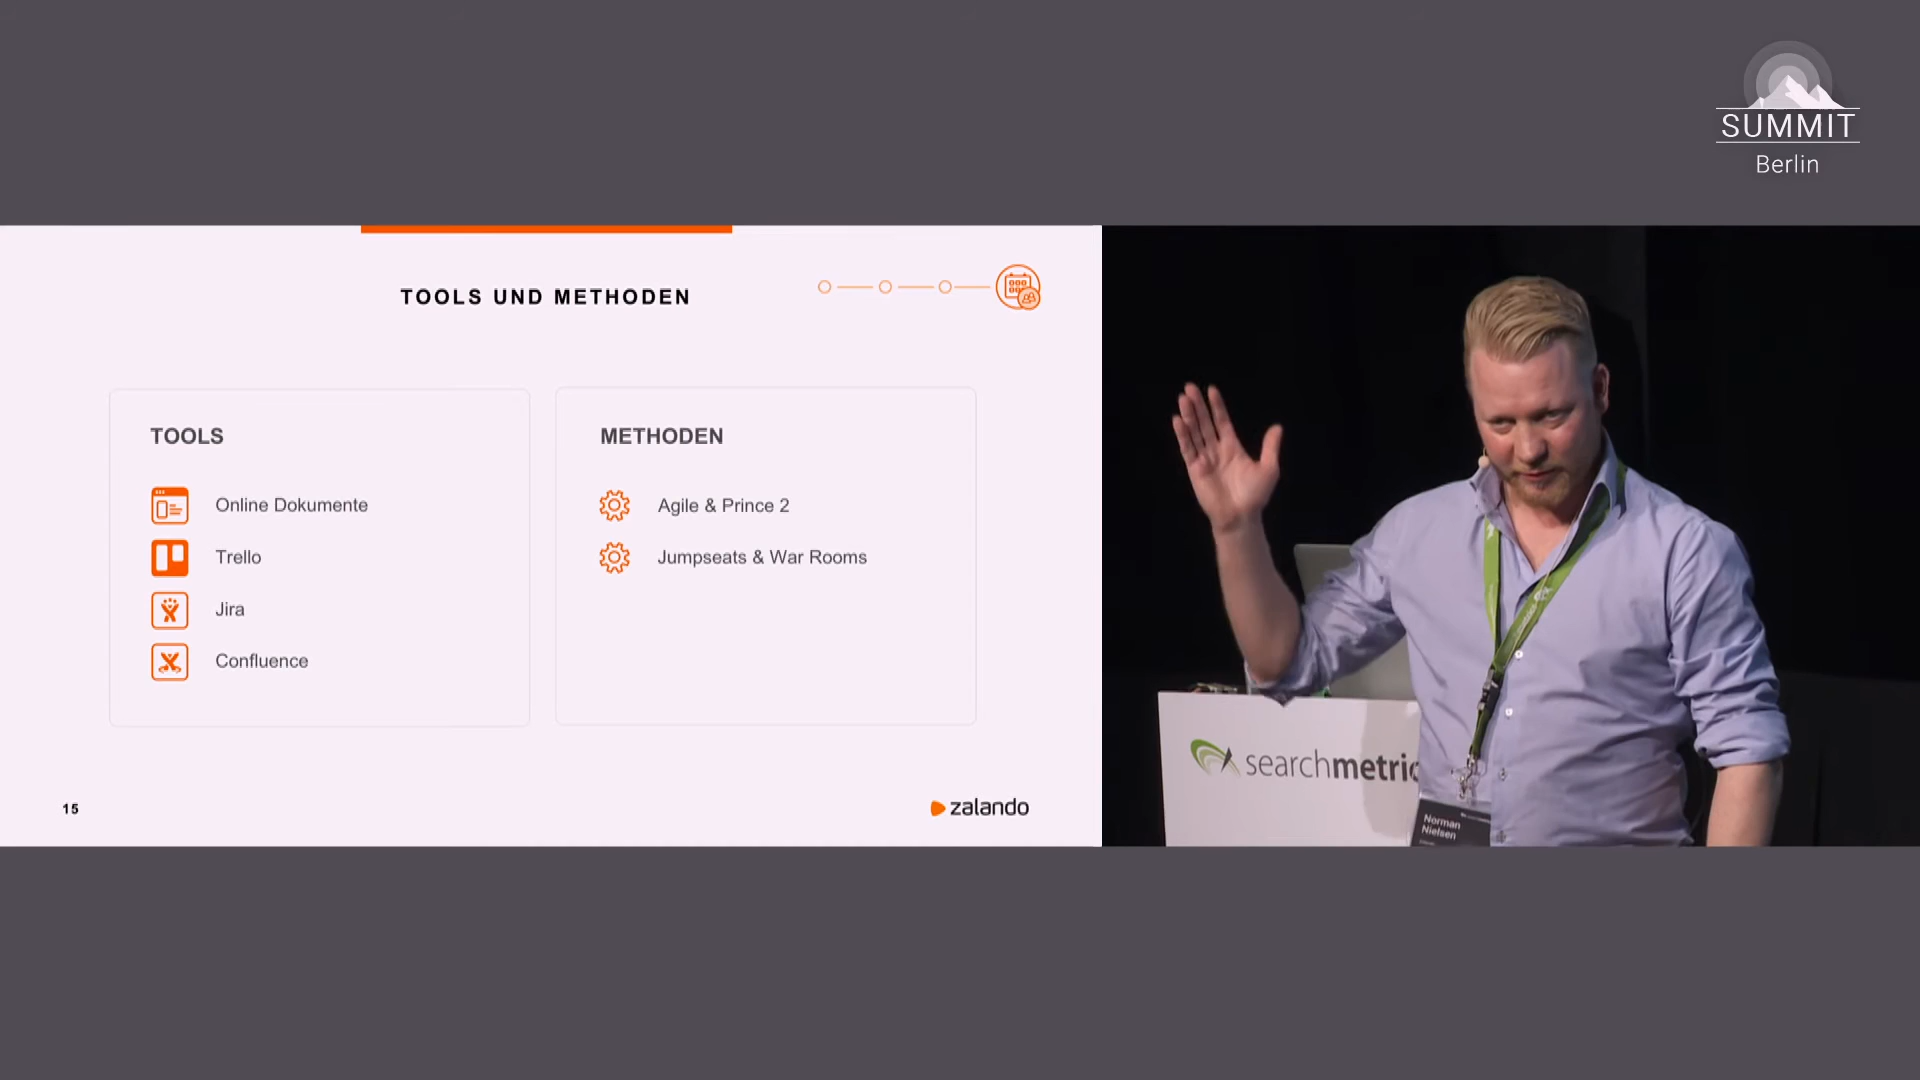 SUMMIT
Berlin
TOOLS UND METHODEN
TOOLS
Online Dokumente
Trello
Jira
Confluence
METHODEN
Agile & Prince 2
Jumpseats & War Rooms
15
zalando
searchmetric
Norman
Nielsen